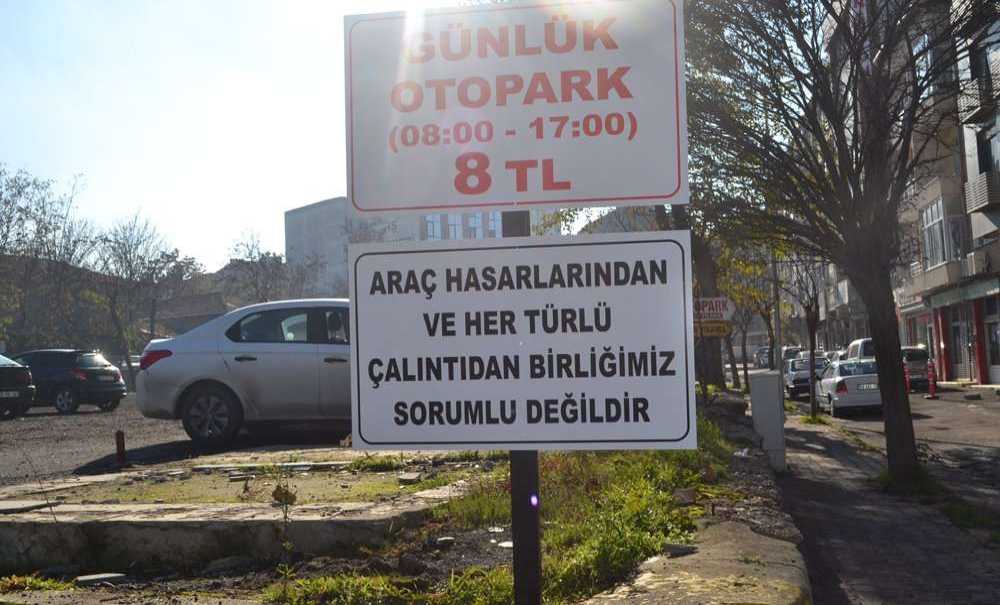 GÜNLÜK
OTOPARK
(08:00 - 17:00)
8 TL
ARAÇ HASARLARINDAN
VE HER TÜRLÜ
ÇALINTIDAN BİRLİĞİMİZ
SORUMLU DEĞİLDİR
OPARK